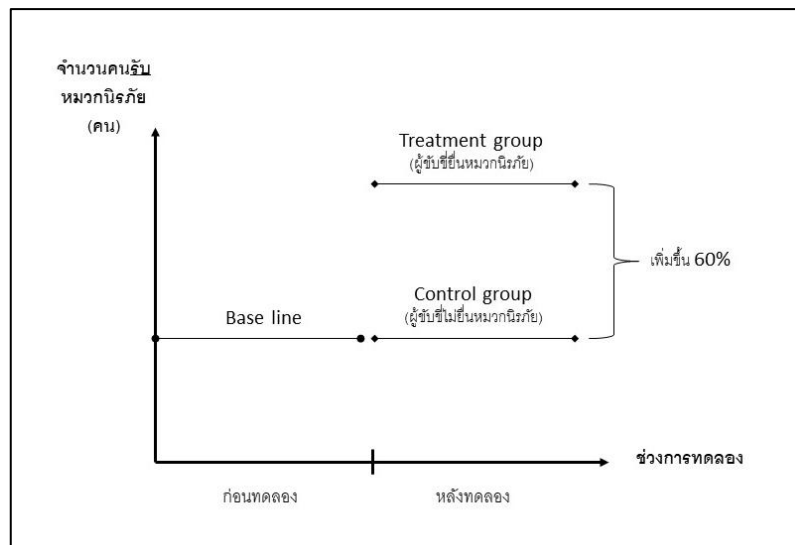 จำนวนคนรับ
หมวกนิรภัย
(คน)
Treatment group
(ผู้ขับขี่ยื่นหมวกนิรภัย)
เพิ่มขึ้น 60%
Control group
(ผู้ขับขี่ไม่ยื่นหมวกนิรภัย)
Base line
ช่วงการทดลอง
ก่อนทดลอง
หลังทดลอง